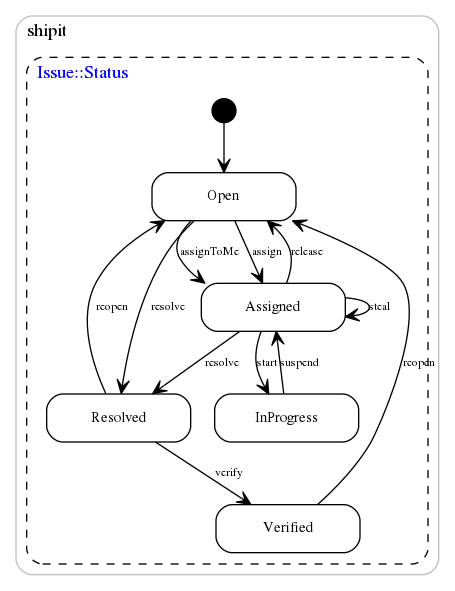 shipit
Issue::Status
Open
assignToMe
assign
release
Assigned
steal
reopen
resolve
resolve
start
suspend
reopen
Resolved
InProgress
verify
Verified